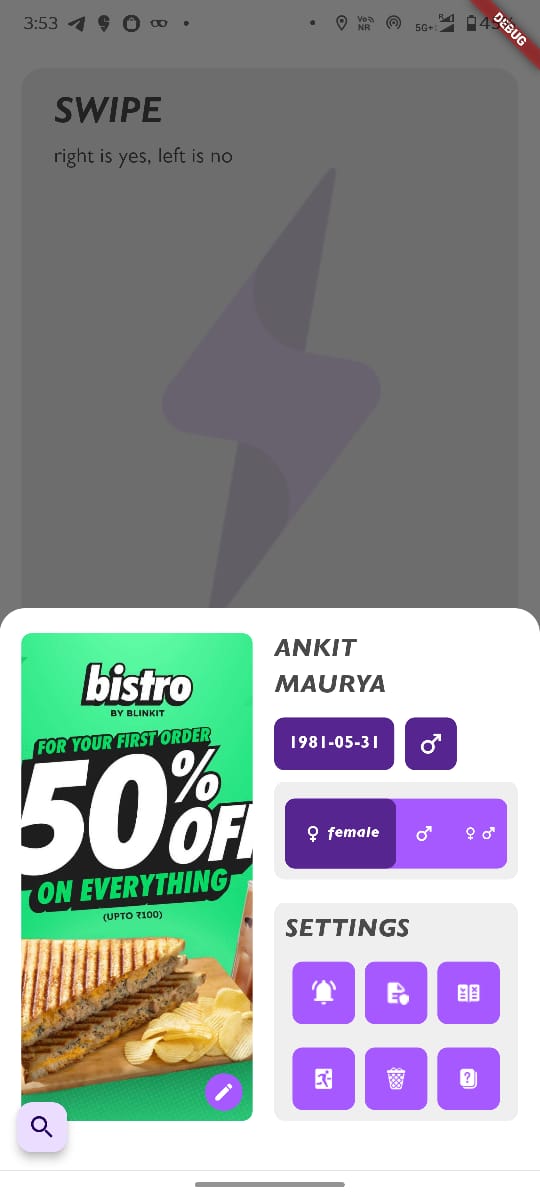 3:53
Vo))
NR
5G+
R
DEBUG
SWIPE
right is yes, left is no
bistro
BY BLINKIT
FOR YOUR FIRST ORDER
50%
OFF
ON EVERYTHING
(UPTO ₹100)
ANKIT
MAURYA
1981-05-31 ♂
♀ female ♂ ♀ ♂
SETTINGS